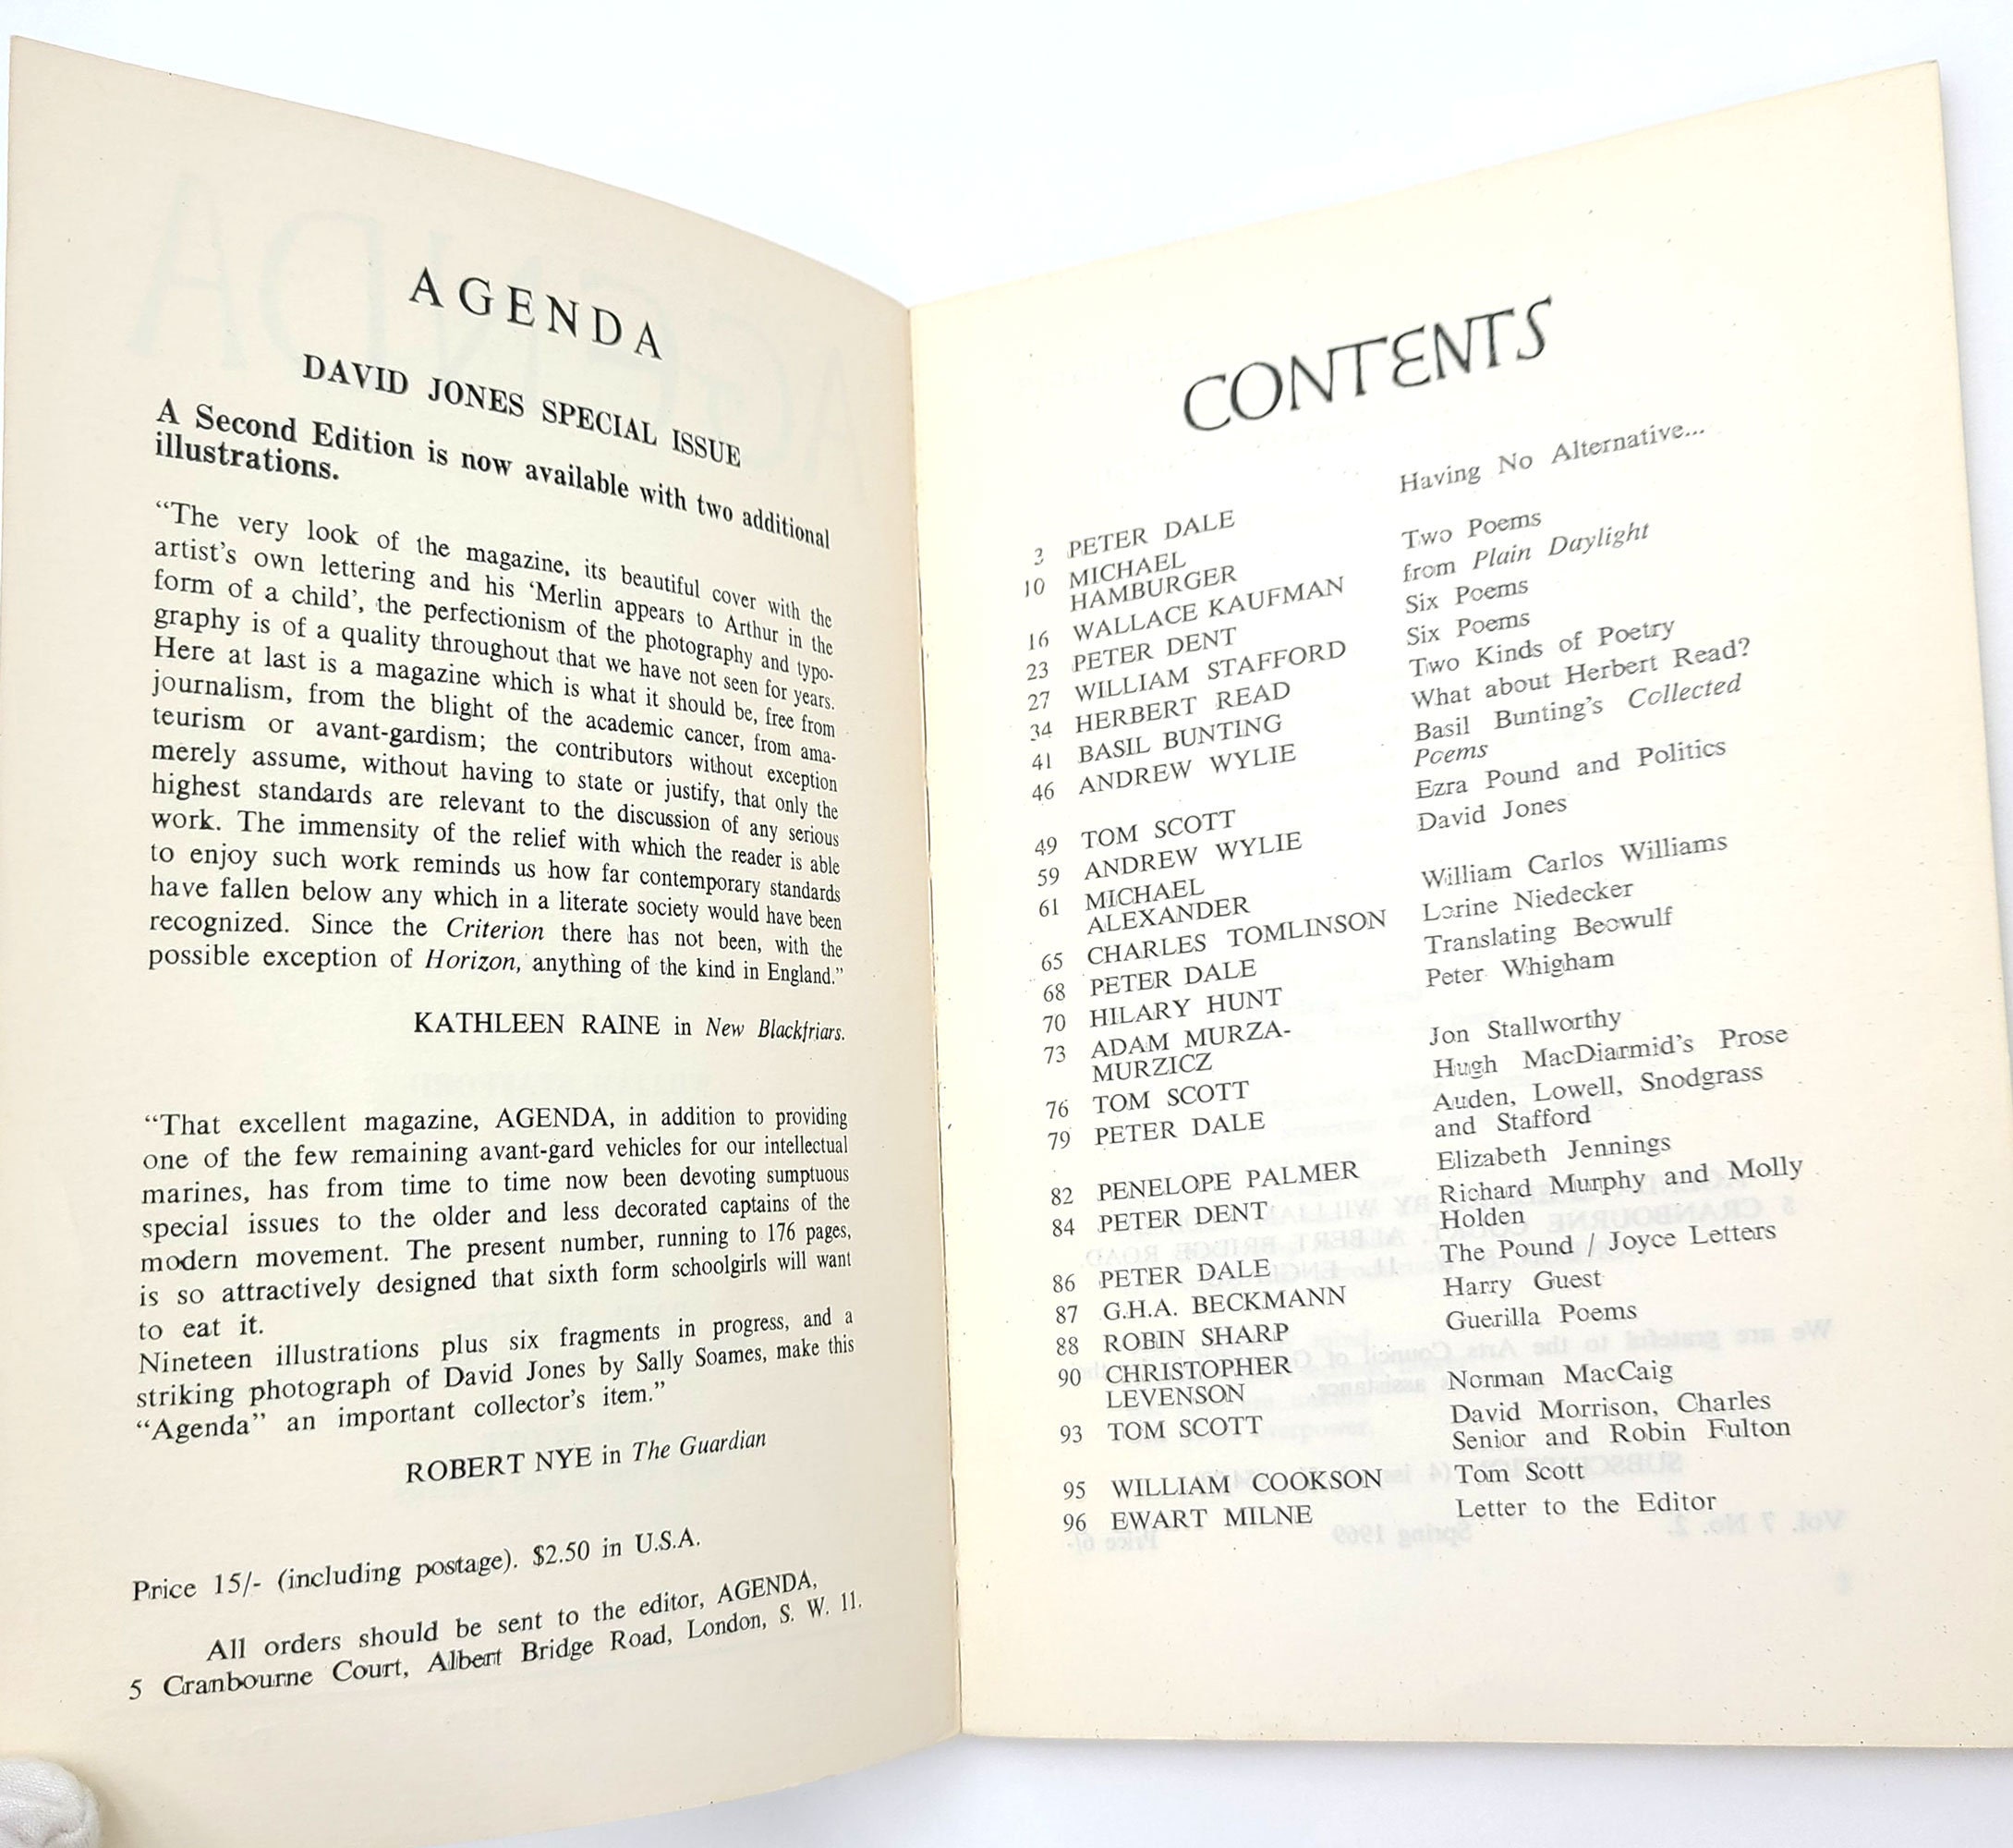 AGENDA
DAVID JONES SPECIAL ISSUE
A Second Edition is now available with two additional
illustrations.
“The very look of the magazine, its beautiful cover with the
artist’s own lettering and his ‘Merlin appears to Arthur in the
form of a child’, the perfectionism of the photography and typo-
graphy is of a quality throughout that we have not seen for years.
Here at last is a magazine which is what it should be, free from
journalism, from the blight of the academic cancer, from ama-
teurism or avant-gardism; the contributors without exception
merely assume, without having to state or justify, that only the
highest standards are relevant to the discussion of any serious
work. The immensity of the relief with which the reader is able
to enjoy such work reminds us how far contemporary standards
have fallen below any which in a literate society would have been
recognized. Since the Criterion there has not been, with the
possible exception of Horizon, anything of the kind in England.”
KATHLEEN RAINE in New Blackfriars.
“That excellent magazine, AGENDA, in addition to providing
one of the few remaining avant-gard vehicles for our intellectual
marines, has from time to time now been devoting sumptuous
special issues to the older and less decorated captains of the
modern movement. The present number, running to 176 pages,
is so attractively designed that sixth form schoolgirls will want
to eat it.
Nineteen illustrations plus six fragments in progress, and a
striking photograph of David Jones by Sally Soames, make this
“Agenda” an important collector’s item.”
ROBERT NYE in The Guardian
Price 15/- (including postage). $2.50 in U.S.A.
All orders should be sent to the editor, AGENDA,
5 Cranbourne Court, Albert Bridge Road, London, S. W. 11.
CONTENTS
3 PETER DALE Having No Alternative...
10 MICHAEL
HAMBURGER Two Poems
16 WALLACE KAUFMAN from Plain Daylight
23 PETER DENT Six Poems
27 WILLIAM STAFFORD Six Poems
34 HERBERT READ Two Kinds of Poetry
41 BASIL BUNTING What about Herbert Read?
46 ANDREW WYLIE Basil Bunting’s Collected
Poems
49 TOM SCOTT Ezra Pound and Politics
59 ANDREW WYLIE David Jones
61 MICHAEL
ALEXANDER William Carlos Williams
65 CHARLES TOMLINSON Lorine Niedecker
68 PETER DALE Translating Beowulf
70 HILARY HUNT Peter Whigham
73 ADAM MURZA-
MURZICZ Jon Stallworthy
76 TOM SCOTT Hugh MacDiarmid’s Prose
79 PETER DALE Auden, Lowell, Snodgrass
and Stafford
82 PENELOPE PALMER Elizabeth Jennings
84 PETER DENT Richard Murphy and Molly
Holden
86 PETER DALE The Pound / Joyce Letters
87 G.H.A. BECKMANN Harry Guest
88 ROBIN SHARP Guerilla Poems
90 CHRISTOPHER
LEVENSON Norman MacCaig
93 TOM SCOTT David Morrison, Charles
Senior and Robin Fulton
95 WILLIAM COOKSON Tom Scott
96 EWART MILNE Letter to the Editor